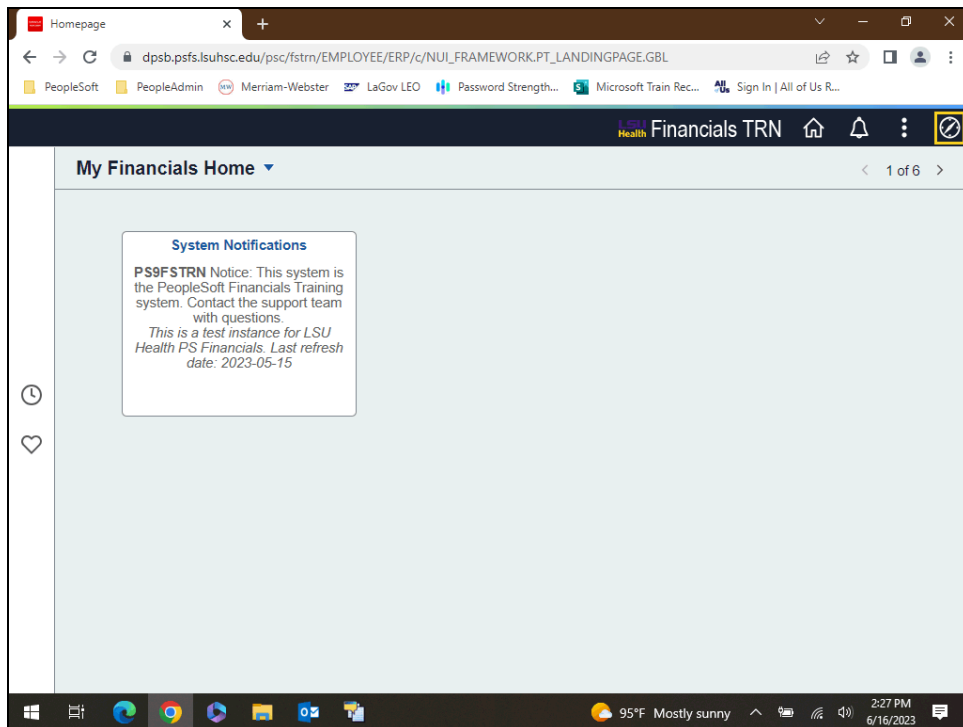 Homepage
dpsb.psfs.lsuhsc.edu/psc/fstrn/EMPLOYEE/ERP/c/NUI_FRAMEWORK.PT_LANDINGPAGE.GBL
PeopleSoft PeopleAdmin MW Merriam-Webster SAP LaGov LEO Password Strength... S Microsoft Train Rec... All Us Sign In | All of Us R...
LSU Health Financials TRN
My Financials Home 1 of 6
System Notifications
PS9FSTRN Notice: This system is
the PeopleSoft Financials Training
system. Contact the support team
with questions.
This is a test instance for LSU
Health PS Financials. Last refresh
date: 2023-05-15
95°F Mostly sunny 2:27 PM
6/16/2023